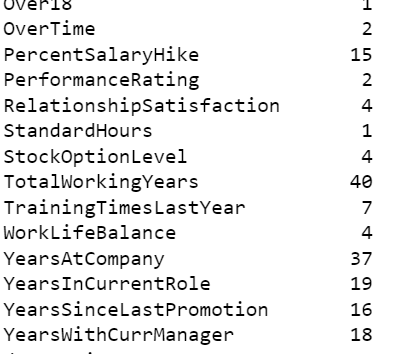 Over18 1
OverTime 2
PercentSalaryHike 15
PerformanceRating 2
RelationshipSatisfaction 4
StandardHours 1
StockOptionLevel 4
TotalWorkingYears 40
TrainingTimesLastYear 7
WorkLifeBalance 4
YearsAtCompany 37
YearsInCurrentRole 19
YearsSinceLastPromotion 16
YearsWithCurrManager 18